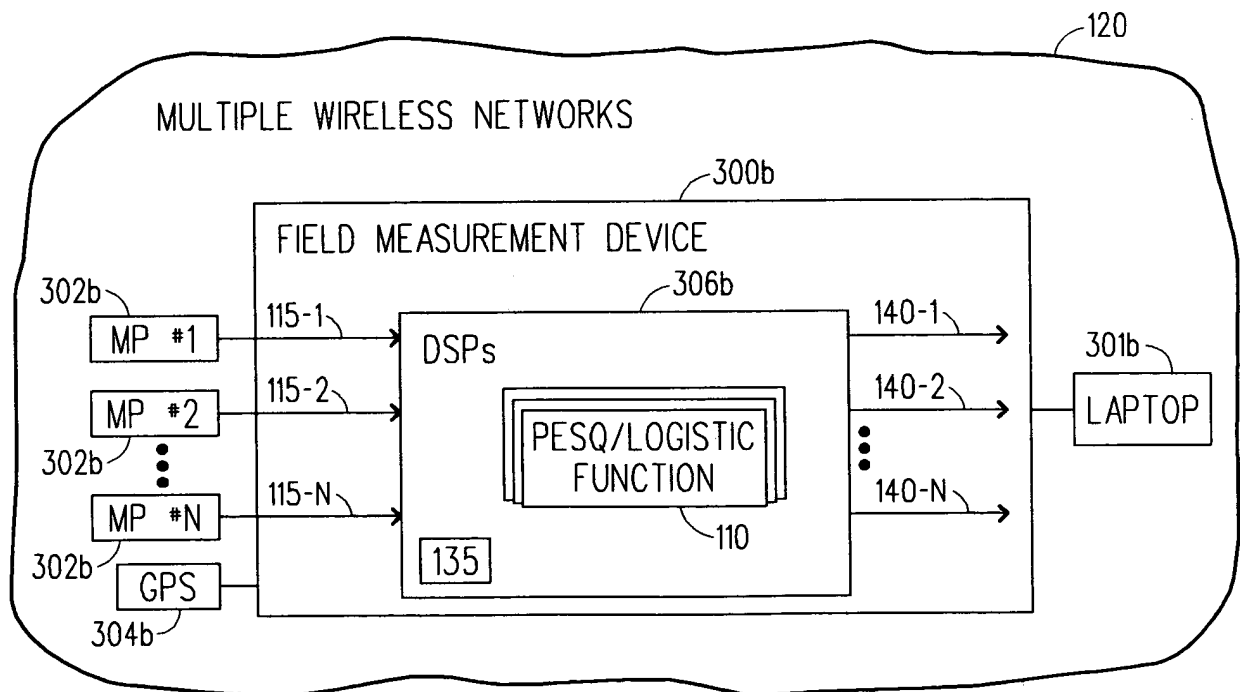 120
MULTIPLE WIRELESS NETWORKS
300b
FIELD MEASUREMENT DEVICE
302b
MP #1
115-1
306b
DSPs
140-1
301b
LAPTOP
MP #2
302b
115-2
140-2
PESQ/LOGISTIC
FUNCTION
110
MP #N
302b
115-N
140-N
135
GPS
304b